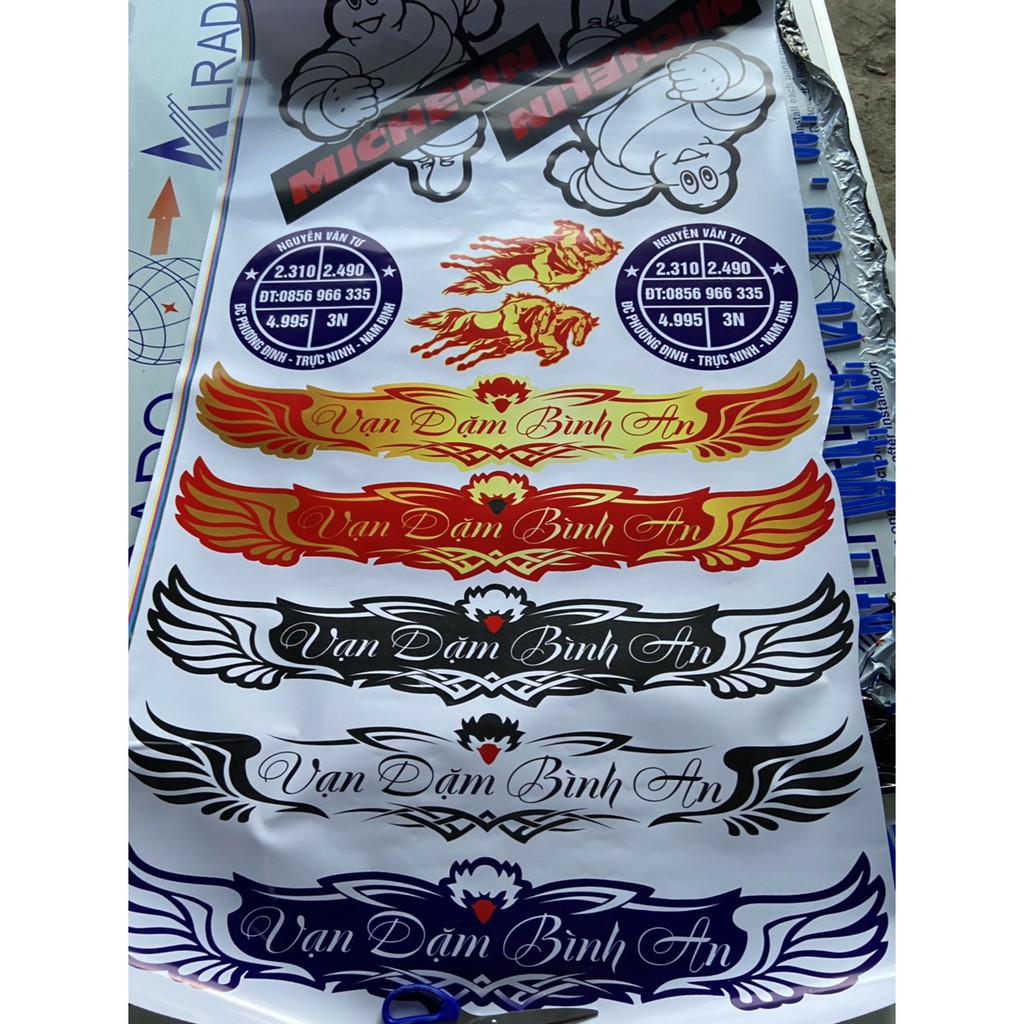 ALRAD
MICHELIN
MICHELIN
NGUYỄN VĂN TƯ
2.310 2.490
ĐT:0856 966 335
4.995 3N
ĐC PHƯƠNG ĐỊNH - TRỰC NINH - NAM ĐỊNH
NGUYỄN VĂN TƯ
2.310 2.490
ĐT:0856 966 335
4.995 3N
ĐC PHƯƠNG ĐỊNH - TRỰC NINH - NAM ĐỊNH
Vạn Dặm Bình An
Vạn Dặm Bình An
Vạn Dặm Bình An
Vạn Dặm Bình An
Vạn Dặm Bình An